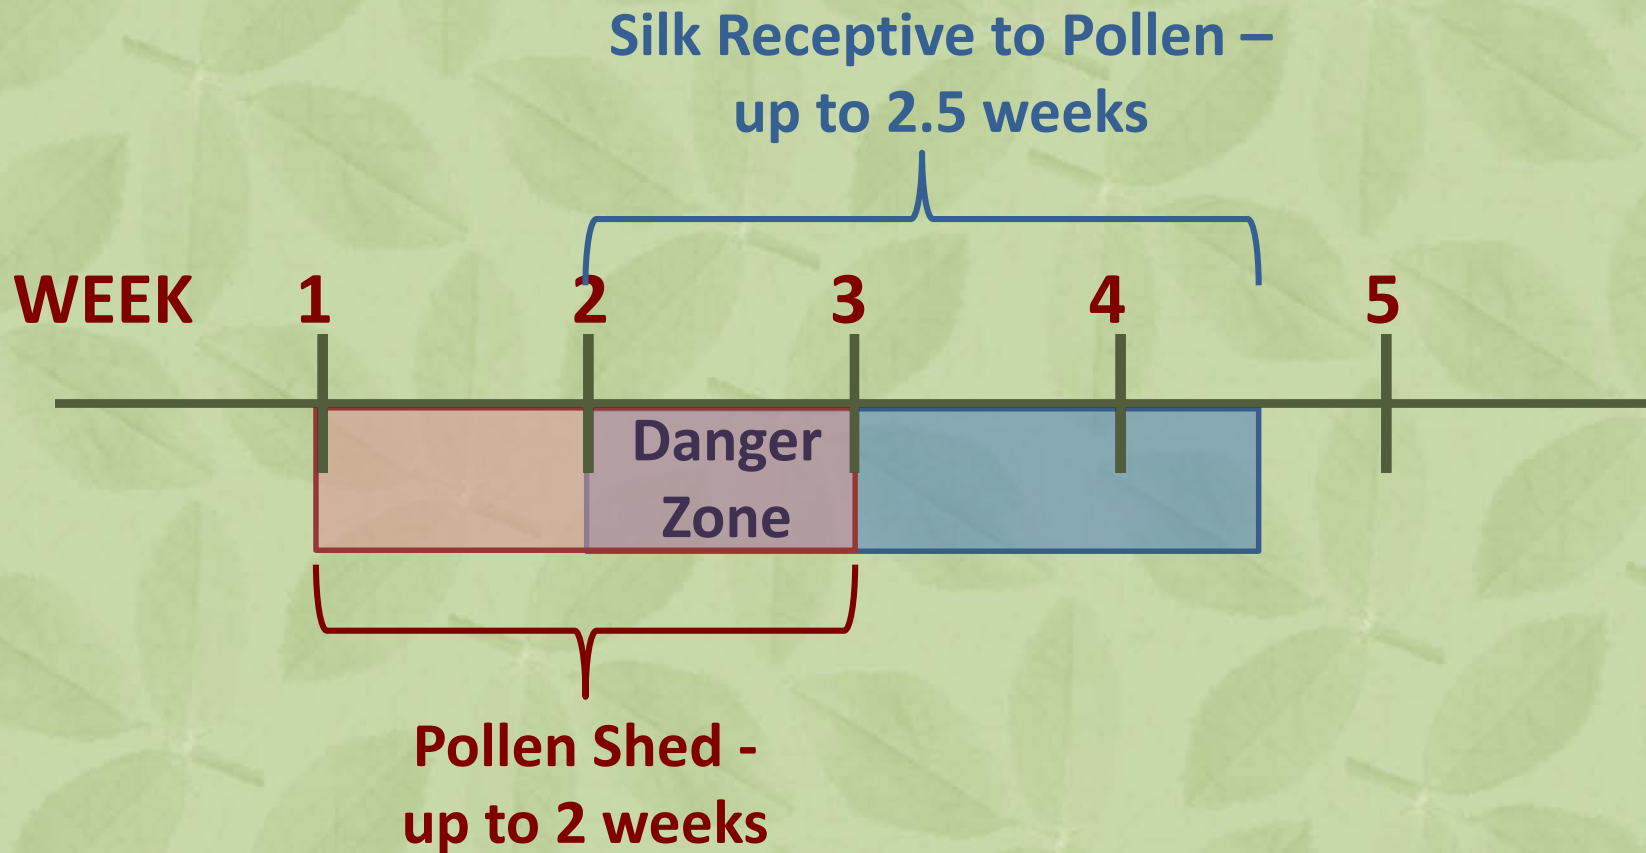 Silk Receptive to Pollen –
up to 2.5 weeks
WEEK 1 2 3 4 5
Danger
Zone
Pollen Shed -
up to 2 weeks